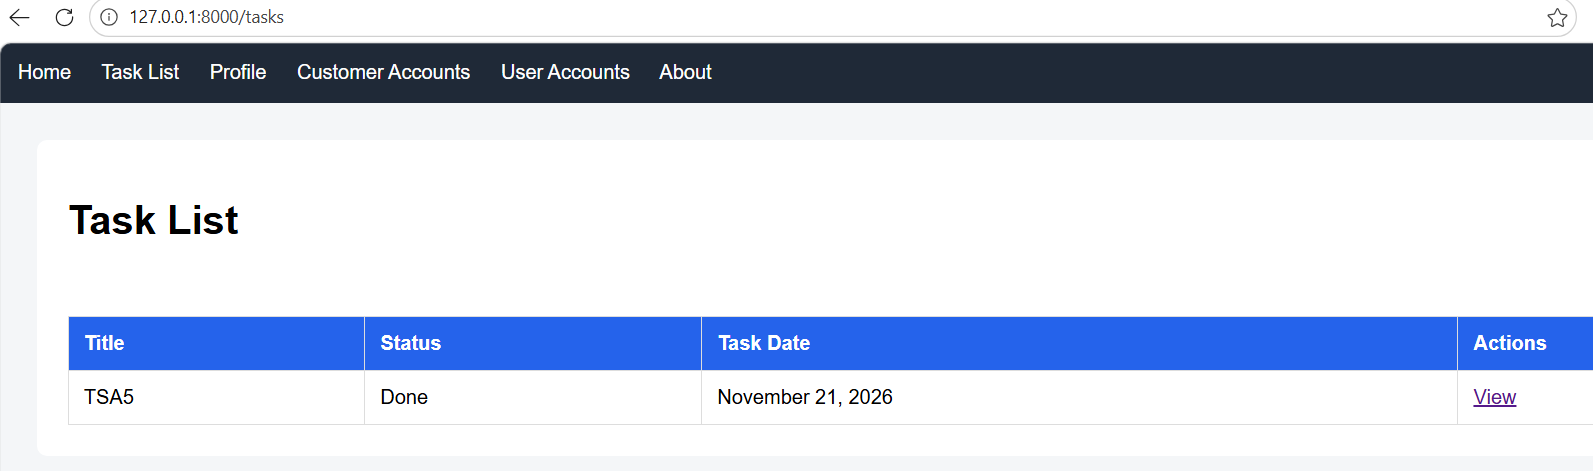 127.0.0.1:8000/tasks
Home Task List Profile Customer Accounts User Accounts About
Task List
Title Status Task Date Actions
TSA5 Done November 21, 2026 View